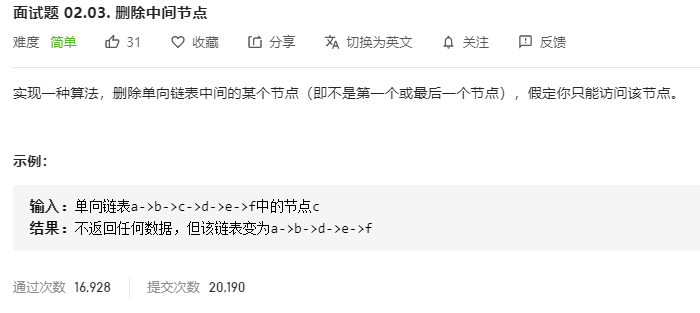 面试题 02.03. 删除中间节点
难度 简单 31 收藏 分享 切换为英文 关注 反馈
实现一种算法，删除单向链表中间的某个节点（即不是第一个或最后一个节点），假定你只能访问该节点。
示例：
输入：单向链表a->b->c->d->e->f中的节点c
结果：不返回任何数据，但该链表变为a->b->d->e->f
通过次数 16,928 提交次数 20,190